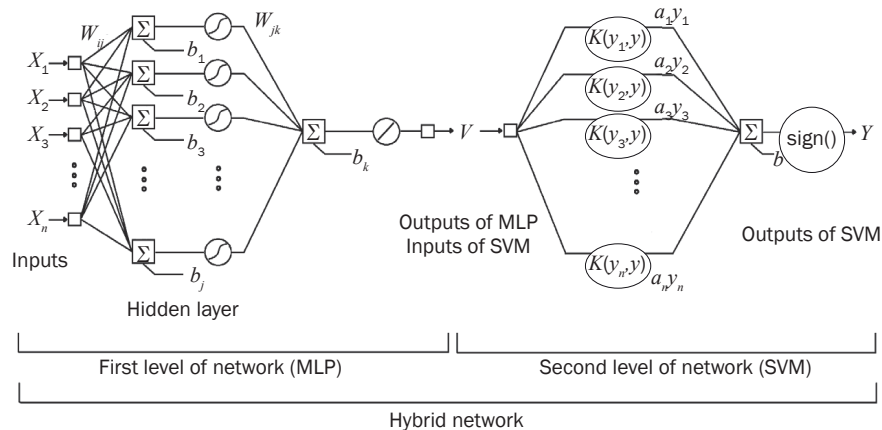 W_ij
W_jk
X_1
X_2
X_3
X_n
Inputs
Σ
b_1
Σ
b_2
Σ
b_3
Σ
b_j
Hidden layer
Σ
b_k
V
Outputs of MLP
Inputs of SVM
K(y_1,y)
a_1y_1
K(y_2,y)
a_2y_2
K(y_3,y)
a_3y_3
K(y_n,y)
a_ny_n
Σ
b
sign()
Y
Outputs of SVM
First level of network (MLP)
Second level of network (SVM)
Hybrid network